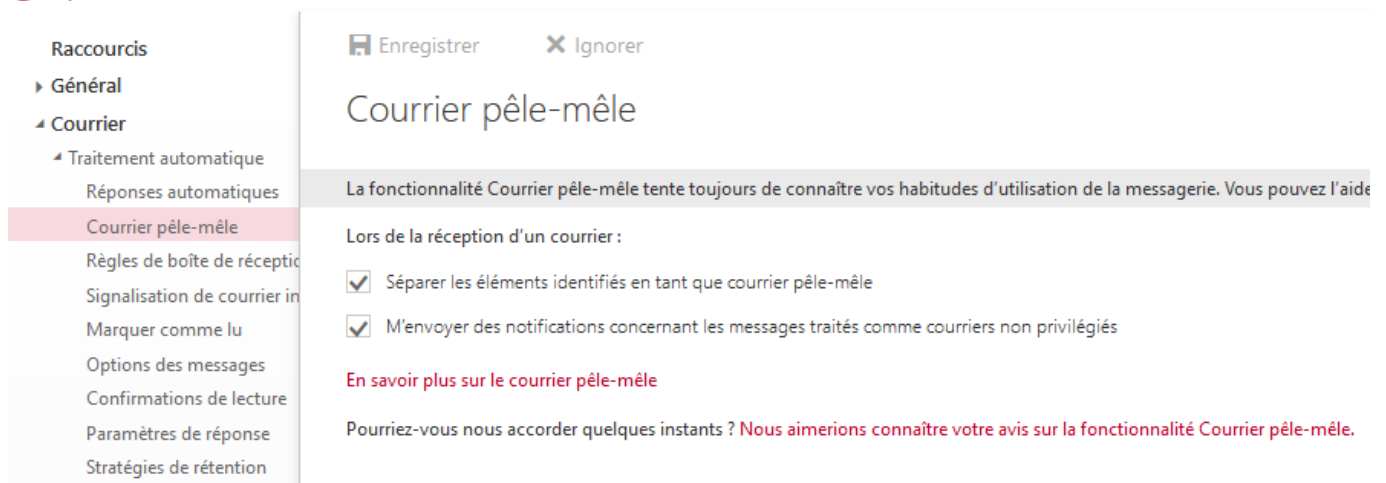 Raccourcis
Général
Courrier
Traitement automatique
Réponses automatiques
Courrier pêle-mêle
Règles de boîte de
Signalisation de courrier
Marquer comme lu
Options des messages
Confirmations de lecture
Paramètres de réponse
Stratégies de rétention
Enregistrer Ignorer
Courrier pêle-mêle
La fonctionnalité Courrier pêle-mêle tente toujours de connaître vos habitudes d'utilisation de la messagerie. Vous pouvez l'aide
Lors de la réception d'un courrier :
Séparer les éléments identifiés en tant que courrier pêle-mêle
M'envoyer des notifications concernant les messages traités comme courriers non privilégiés
En savoir plus sur le courrier pêle-mêle
Pourriez-vous nous accorder quelques instants ? Nous aimerions connaître votre avis sur la fonctionnalité Courrier pêle-mêle.